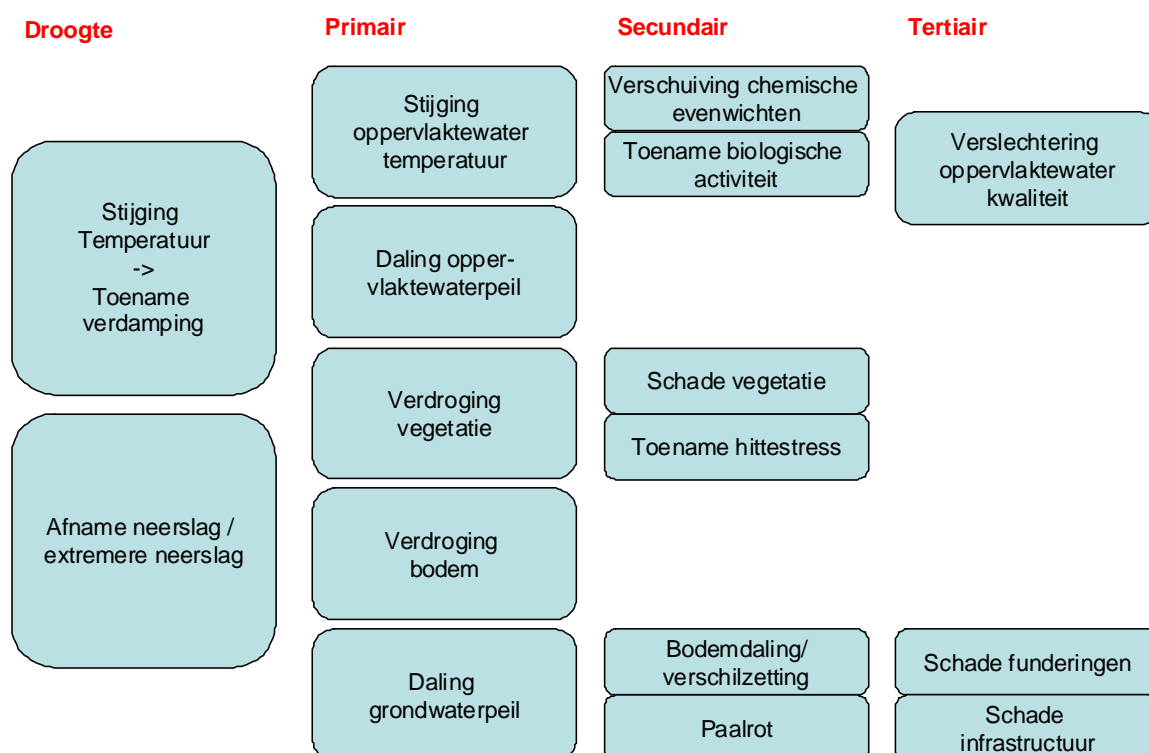 Droogte
Primair
Secundair
Tertiair
Stijging
Temperatuur
->
Toename
verdamping
Afname neerslag /
extremere neerslag
Stijging
oppervlaktewater
temperatuur
Daling opper-
vlaktewaterpeil
Verdroging
vegetatie
Verdroging
bodem
Daling
grondwaterpeil
Verschuiving chemische
evenwichten
Toename biologische
activiteit
Schade vegetatie
Toename hittestress
Bodemdaling/
verschilzetting
Paalrot
Verslechtering
oppervlaktewater
kwaliteit
Schade funderingen
Schade
infrastructuur